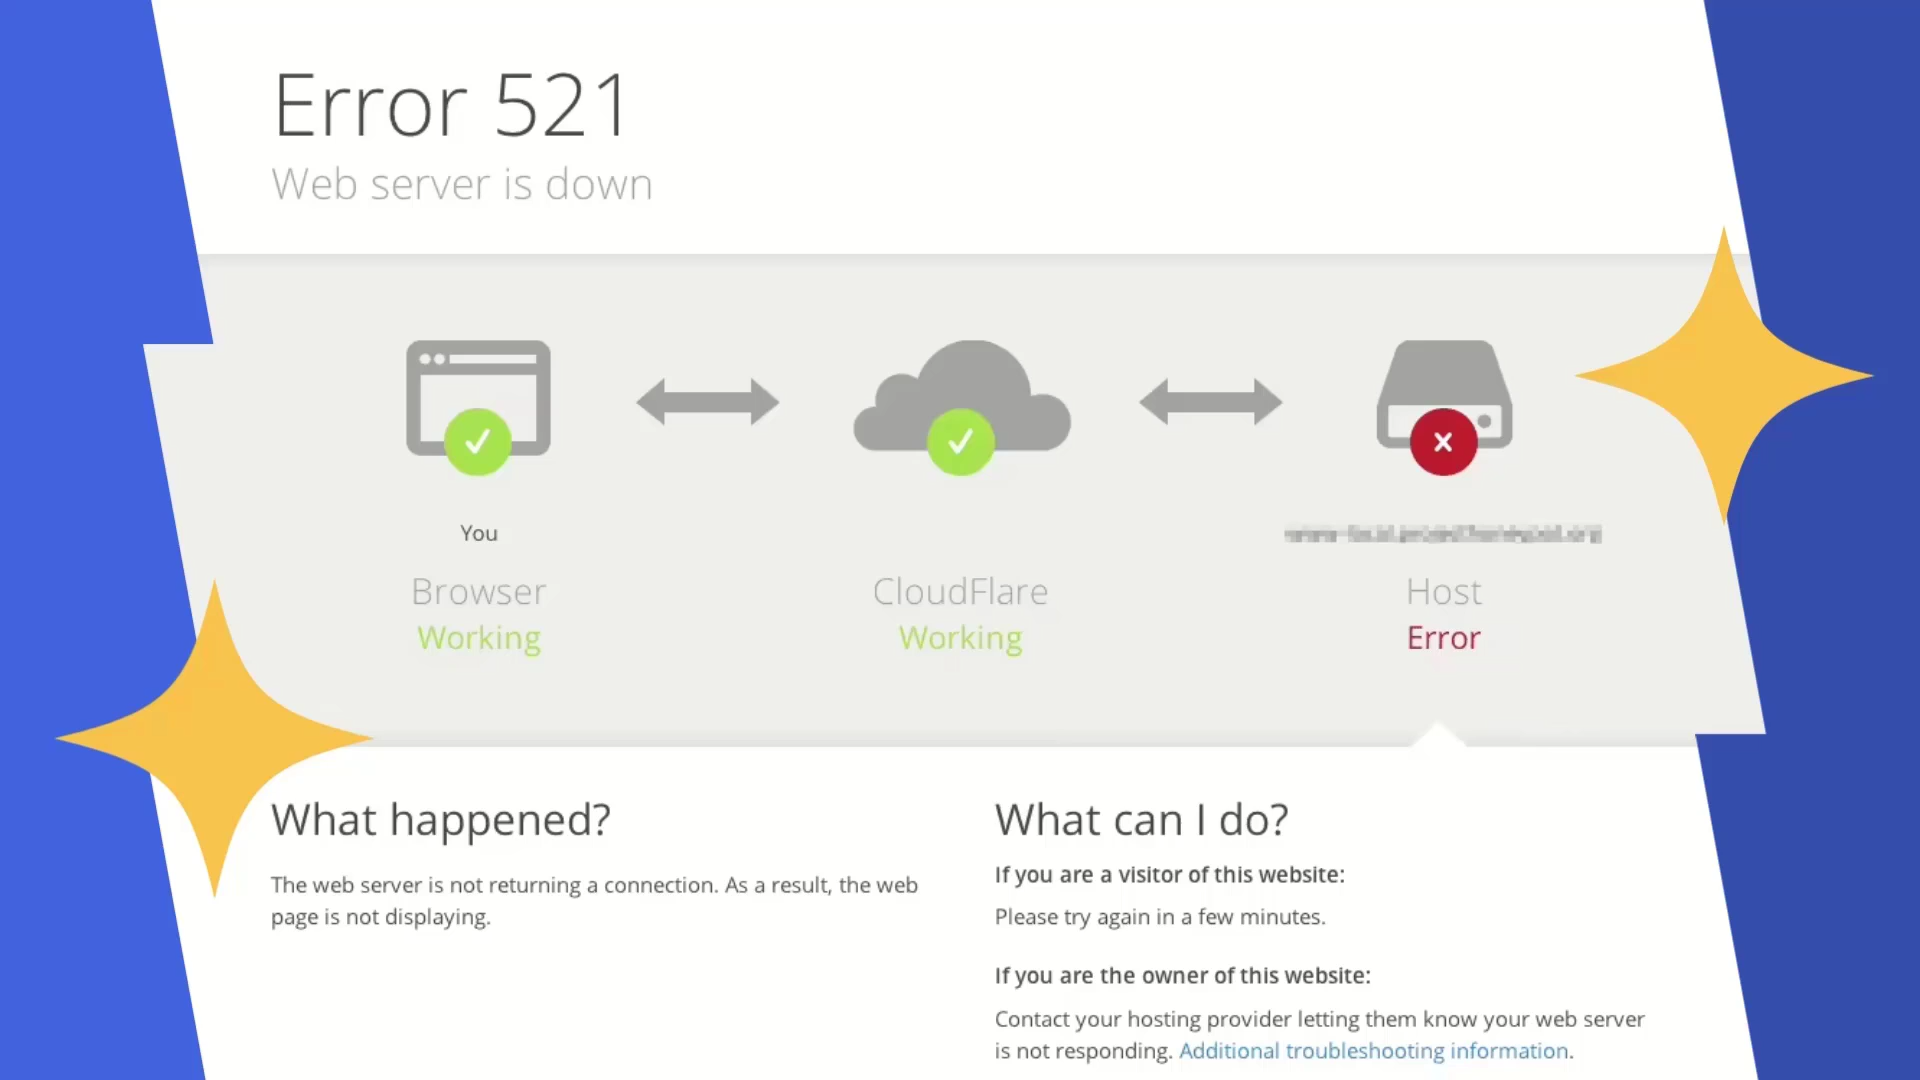 Error 521
Web server is down
You
Browser
Working
CloudFlare
Working
Host
Error
What happened?
The web server is not returning a connection. As a result, the web
page is not displaying.
What can I do?
If you are a visitor of this website:
Please try again in a few minutes.
If you are the owner of this website:
Contact your hosting provider letting them know your web server
is not responding. Additional troubleshooting information.